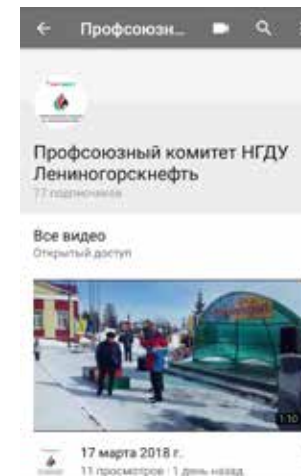 Профсоюзн...
Профсоюзный комитет НГДУ
Лениногорскнефть
77 подписчиков
Все видео
Открытый доступ
1:10
17 марта 2018 г.
11 просмотров · 1 день назад